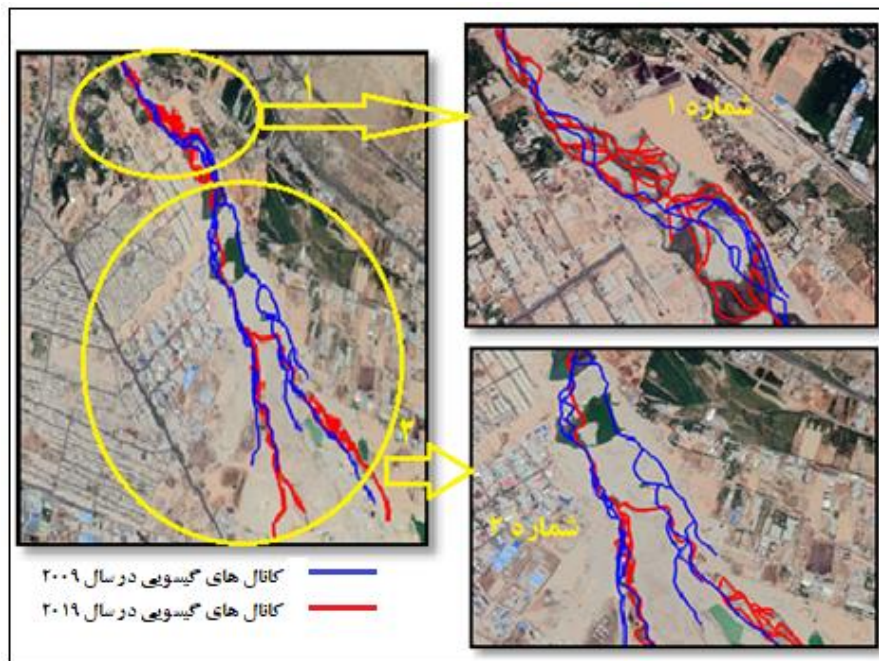 ۱
شماره ۱
۲
شماره ۲
کانال های گیسویی در سال ۲۰۰۹
کانال های گیسویی در سال ۲۰۱۹